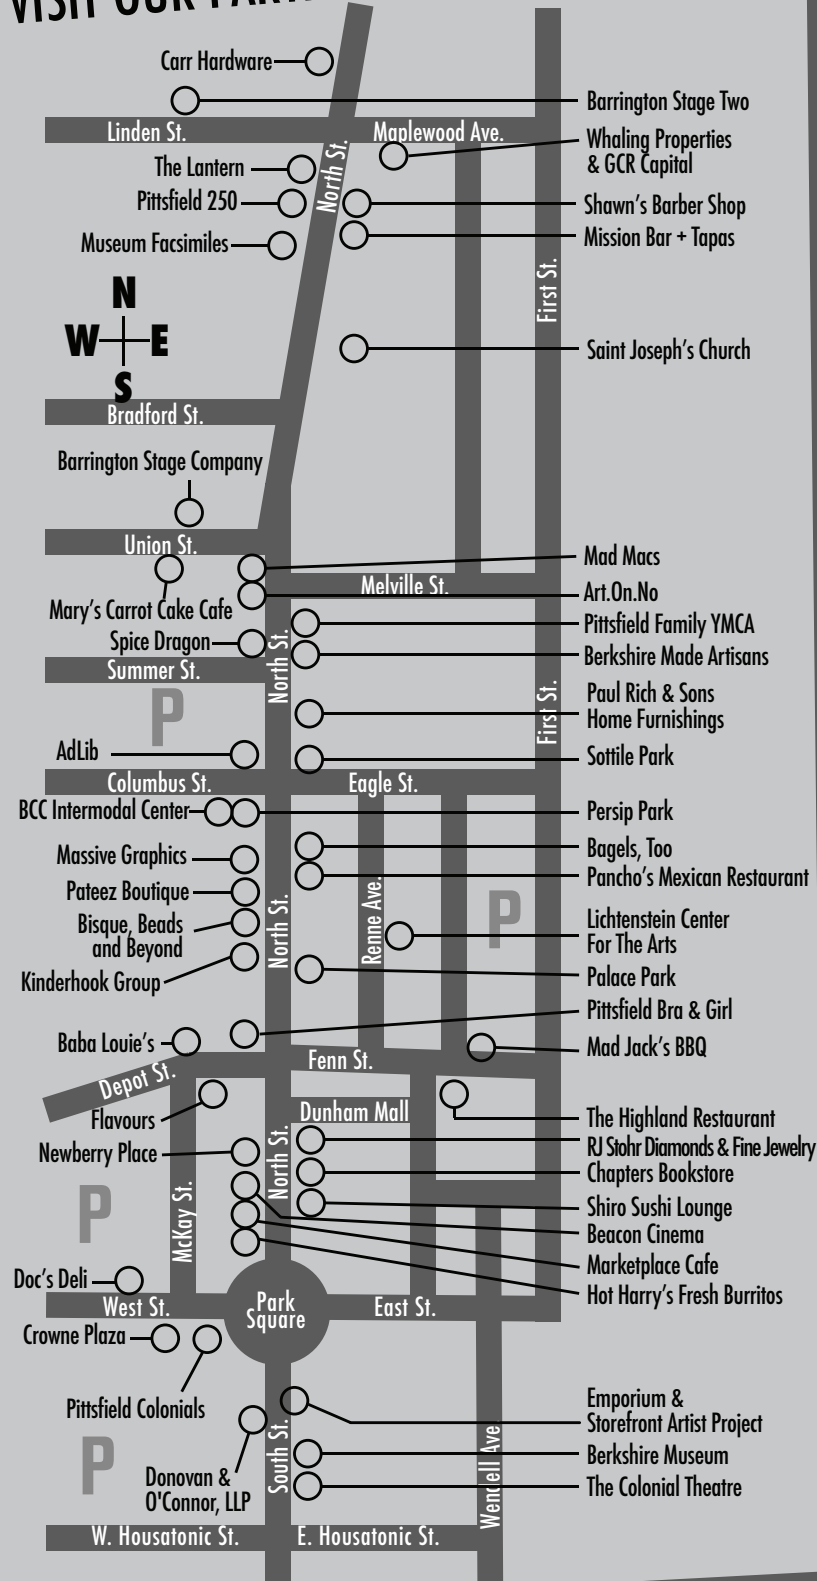 VISIT OUR
Carr Hardware
Barrington Stage Two
Linden St.
Maplewood Ave.
Whaling Properties
& GCR Capital
The Lantern
North St.
Pittsfield 250
Shawn's Barber Shop
Museum Facsimiles
Mission Bar + Tapas
First St.
N
W E
S
Saint Joseph's Church
Bradford St.
Barrington Stage Company
Union St.
Mad Macs
Melville St.
Art.On.No
Mary's Carrot Cake Cafe
Pittsfield Family YMCA
Spice Dragon
North St.
Berkshire Made Artisans
Summer St.
Paul Rich & Sons
Home Furnishings
First St.
P
AdLib
Sottile Park
Columbus St.
Eagle St.
BCC Intermodal Center
Persip Park
Massive Graphics
Bagels, Too
Pancho's Mexican Restaurant
Pateez Boutique
Bisque, Beads
and Beyond
North St.
Renne Ave.
P
Lichtenstein Center
For The Arts
Kinderhook Group
Palace Park
Pittsfield Bra & Girl
Baba Louie's
Mad Jack's BBQ
Fenn St.
Depot St.
Flavours
Dunham Mall
The Highland Restaurant
Newberry Place
North St.
RJ Stohr Diamonds & Fine Jewelry
Chapters Bookstore
P
McKay St.
Shiro Sushi Lounge
Beacon Cinema
Marketplace Cafe
Doc's Deli
Hot Harry's Fresh Burritos
West St.
Park
Square
East St.
Crowne Plaza
Pittsfield Colonials
Emporium &
Storefront Artist Project
P
South St.
Berkshire Museum
Donovan &
O'Connor, LLP
Wendell Ave.
The Colonial Theatre
W. Housatonic St.
E. Housatonic St.